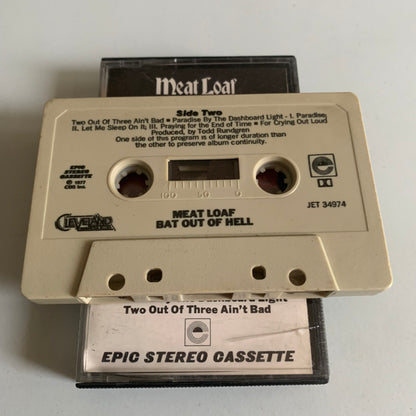 Meat Loaf
Side Two
Two Out Of Three Ain't Bad • Paradise By The Dashboard Light - I. Paradise;
II. Let Me Sleep On It; III. Praying for the End of Time • For Crying Out Loud
Produced, by Todd Rundgren
One side of this program is of longer duration than
the other to preserve album continuity.
EPIC
STEREO
CASSETTE
℗ 1977
CBS Inc.
e
100 50 0
JET 34974
CLEVELAND
MEAT LOAF
BAT OUT OF HELL
Dashboard Light
Two Out Of Three Ain't Bad
e
EPIC STEREO CASSETTE